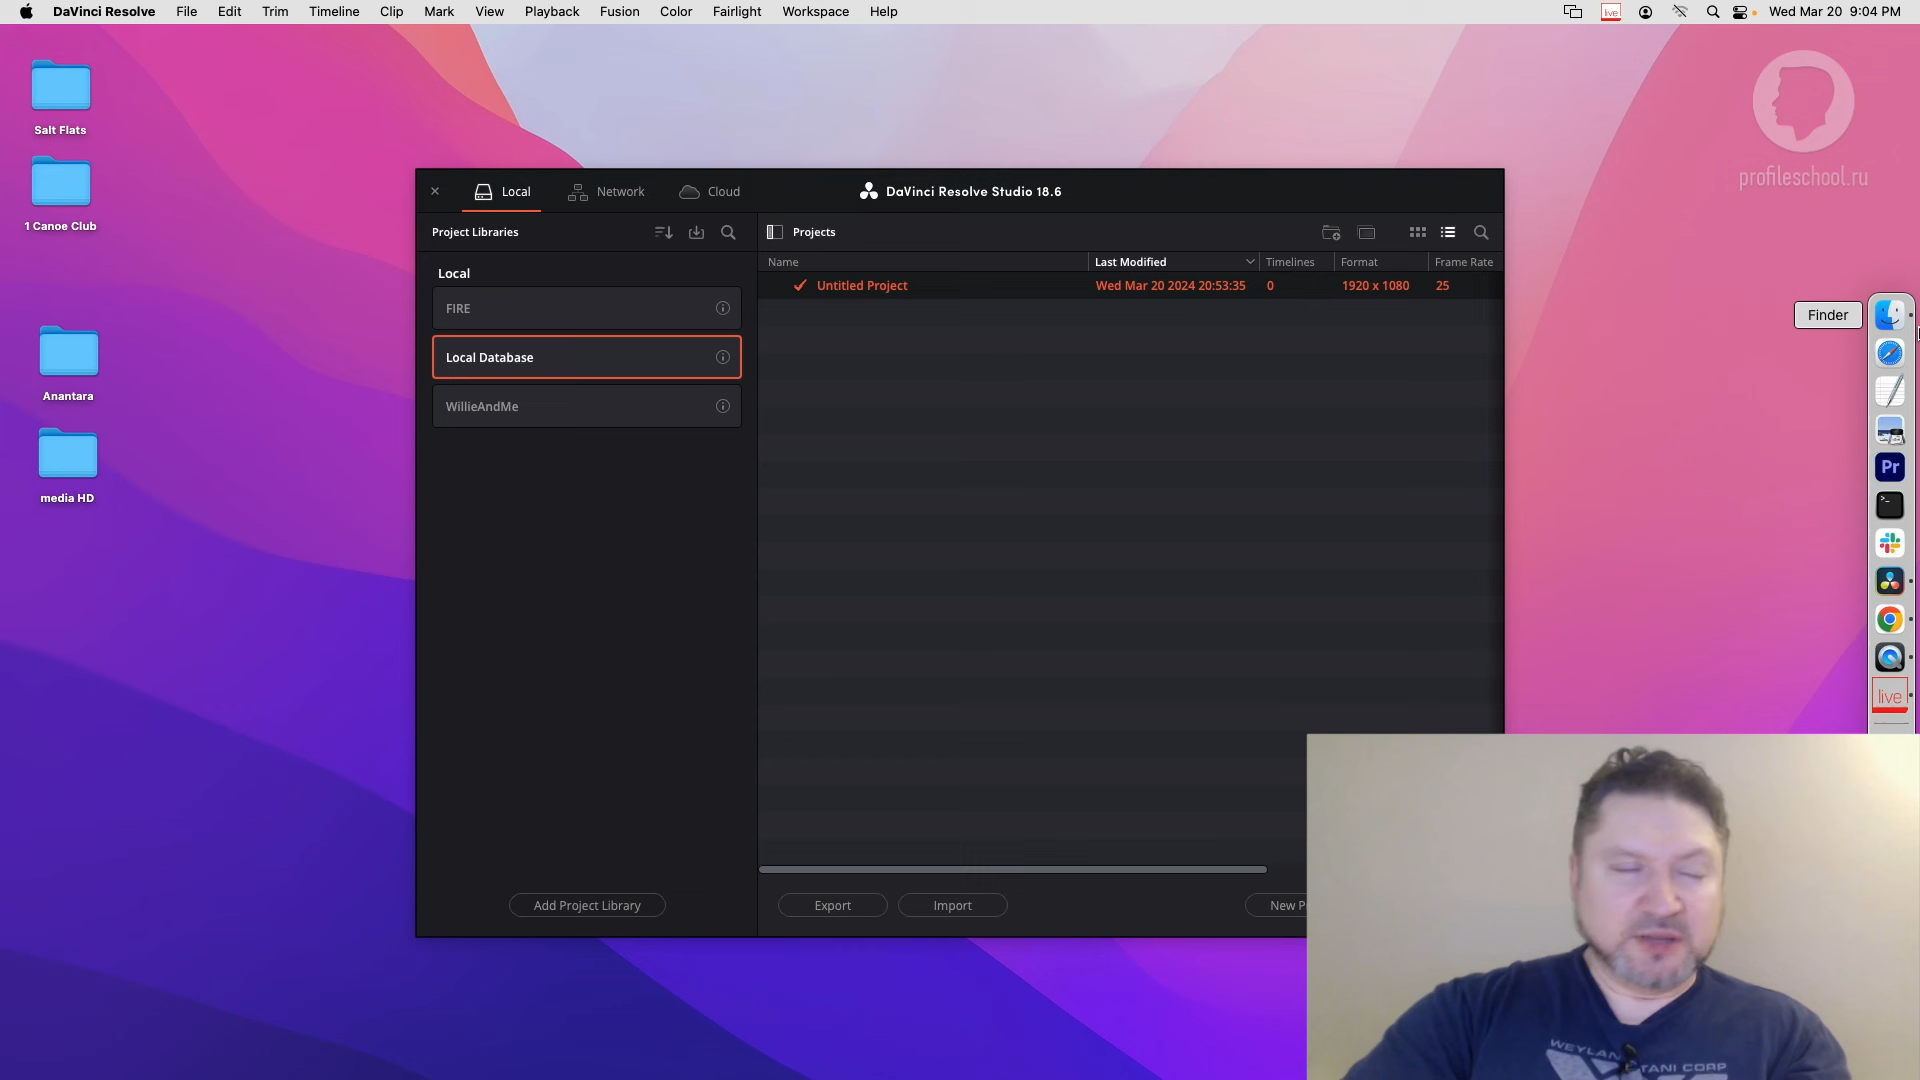 DaVinci Resolve File Edit Trim Timeline Clip Mark View Playback Fusion Color Fairlight Workspace Help
live
Wed Mar 20 9:04 PM
Salt Flats
1 Canoe Club
Anantara
media HD
profileschool.ru
Local Network Cloud
DaVinci Resolve Studio 18.6
Project Libraries
Projects
Name Last Modified Timelines Format Frame Rate
Untitled Project Wed Mar 20 2024 20:53:35 0 1920 x 1080 25
Local
FIRE
Local Database
WillieAndMe
Add Project Library
Export
Import
New P
Finder
Pr
live
TANI CORP